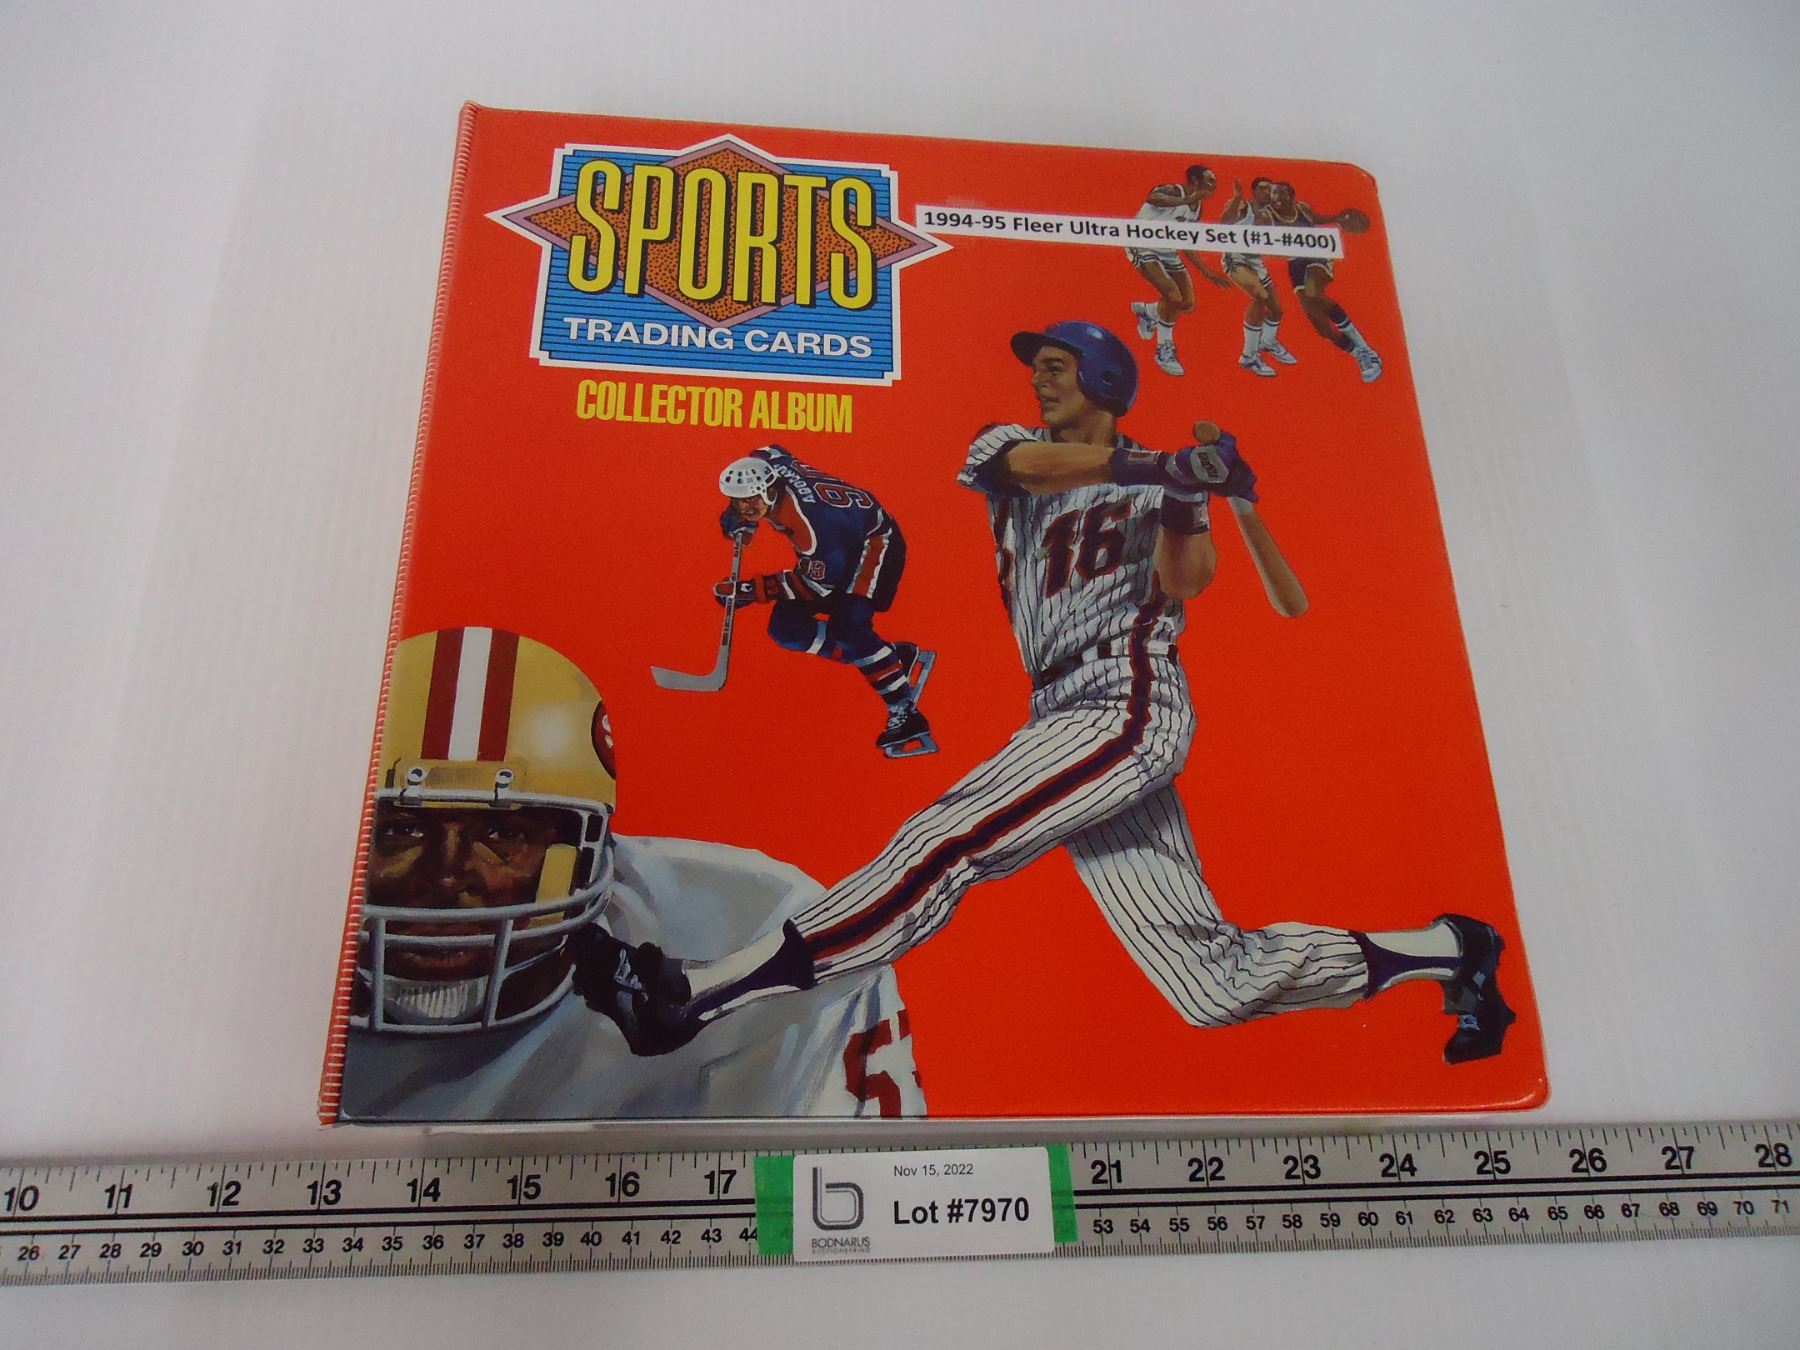 SPORTS
TRADING CARDS
COLLECTOR ALBUM
1994-95 Fleer Ultra Hockey Set (#1-#400)
16
10 11 12 13 14 15 16 17 21 22 23 24 25 26 27 28
Nov 15, 2022
Lot #7970
BODNARUS
AUCTIONEERING
26 27 28 29 30 31 32 33 34 35 36 37 38 39 40 41 42 43 44 53 54 55 56 57 58 59 60 61 62 63 64 65 66 67 68 69 70 71